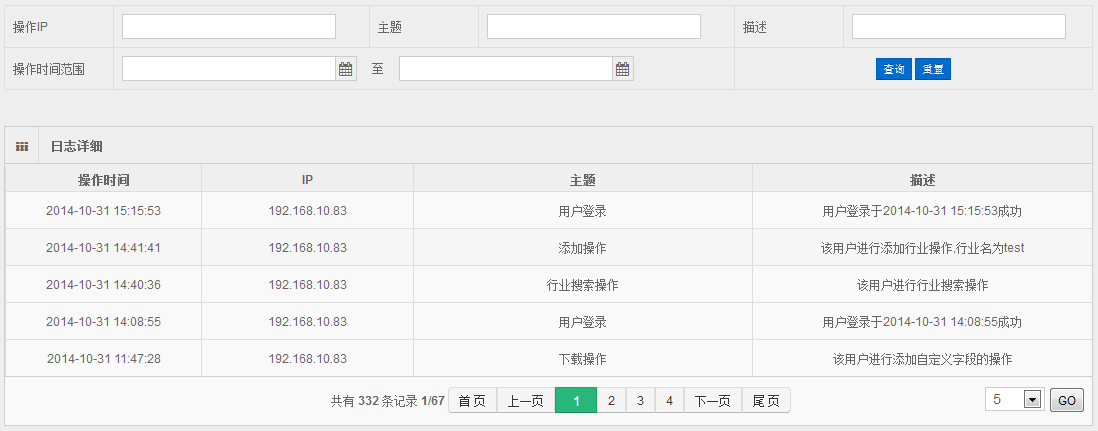 操作IP 主题 描述
操作时间范围 至 查询 重置
日志详细
操作时间 IP 主题 描述
2014-10-31 15:15:53 192.168.10.83 用户登录 用户登录于2014-10-31 15:15:53成功
2014-10-31 14:41:41 192.168.10.83 添加操作 该用户进行添加行业操作,行业名为test
2014-10-31 14:40:36 192.168.10.83 行业搜索操作 该用户进行行业搜索操作
2014-10-31 14:08:55 192.168.10.83 用户登录 用户登录于2014-10-31 14:08:55成功
2014-10-31 11:47:28 192.168.10.83 下载操作 该用户进行添加自定义字段的操作
共有 332 条记录 1/67 首页 上一页 1 2 3 4 下一页 尾页 5 GO